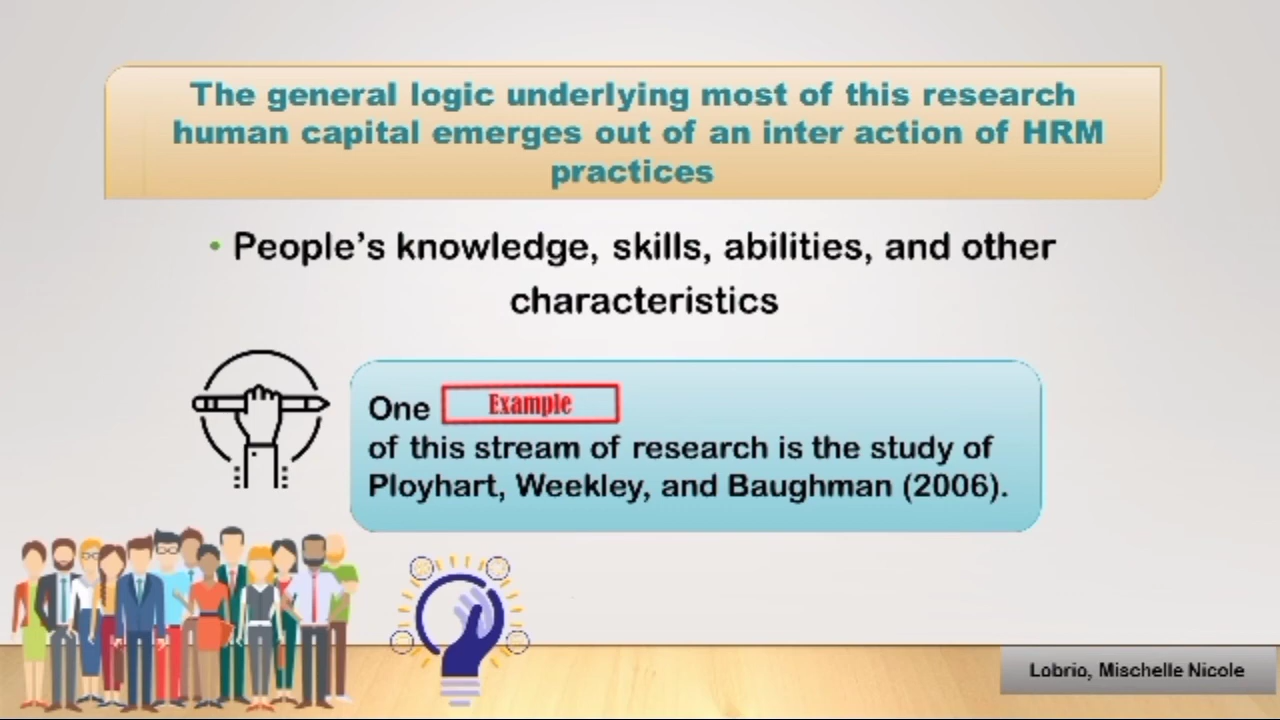 The general logic underlying most of this research
human capital emerges out of an inter action of HRM
practices
• People's knowledge, skills, abilities, and other
characteristics
One Example
of this stream of research is the study of
Ployhart, Weekley, and Baughman (2006).
Lobrio, Mischelle Nicole